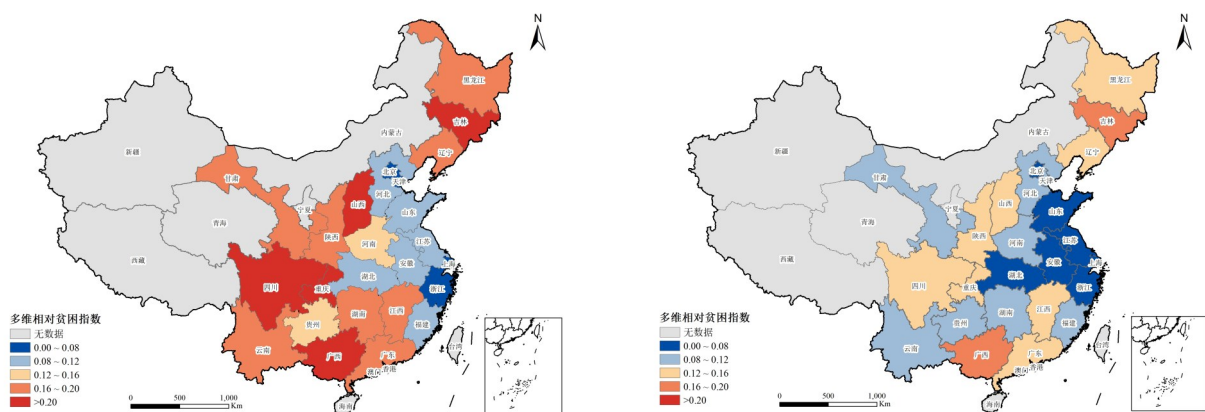 N
黑龙江
吉林
辽宁
内蒙古
新疆
甘肃
北京
天津
河北
山西
宁夏
山东
青海
陕西
河南
江苏
西藏
安徽
上海
湖北
四川
重庆
浙江
湖南
江西
贵州
福建
云南
广西
广东
台湾
澳门
香港
海南
多维相对贫困指数
无数据
0.00 ~ 0.08
0.08 ~ 0.12
0.12 ~ 0.16
0.16 ~ 0.20
>0.20
0 500 1,000
Km
N
黑龙江
吉林
辽宁
内蒙古
新疆
甘肃
北京
天津
河北
山西
宁夏
山东
青海
陕西
河南
江苏
西藏
安徽
上海
湖北
四川
重庆
浙江
湖南
江西
贵州
福建
云南
广西
广东
台湾
澳门
香港
海南
多维相对贫困指数
无数据
0.00 ~ 0.08
0.08 ~ 0.12
0.12 ~ 0.16
0.16 ~ 0.20
>0.20
0 500 1,000
Km